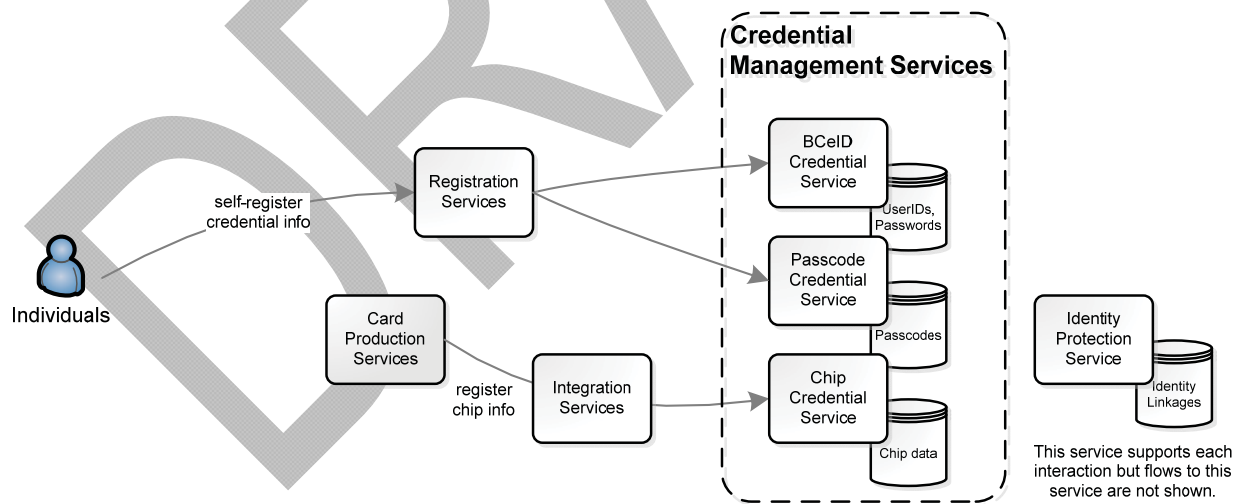 Credential
Management Services
BCeID
Credential
Service
UserIDs,
Passwords
Registration
Services
self-register
credential info
Individuals
Passcode
Credential
Service
Passcodes
Card
Production
Services
register
chip info
Integration
Services
Chip
Credential
Service
Chip data
Identity
Protection
Service
Identity
Linkages
This service supports each
interaction but flows to this
service are not shown.
DRA